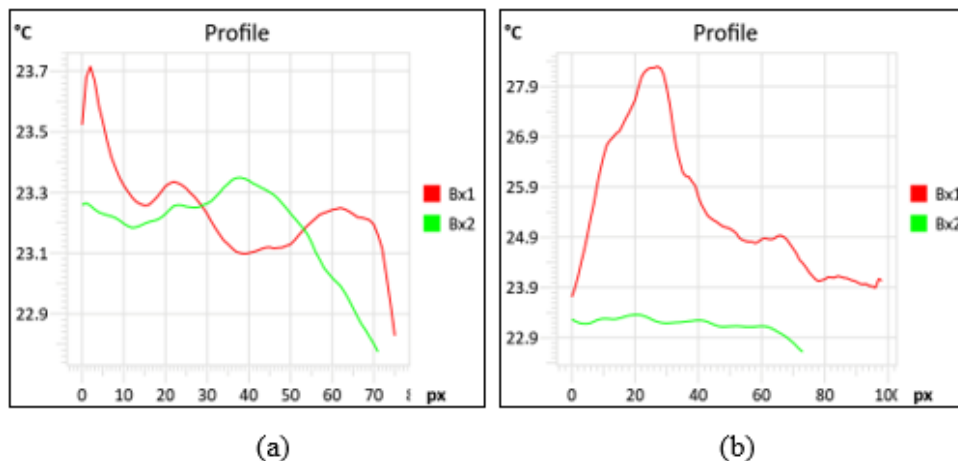 °C Profile
23.7
23.5
23.3
23.1
22.9
0 10 20 30 40 50 60 70 px
Bx1
Bx2
(a)
°C Profile
27.9
26.9
25.9
24.9
23.9
22.9
0 20 40 60 80 px
Bx1
Bx2
(b)